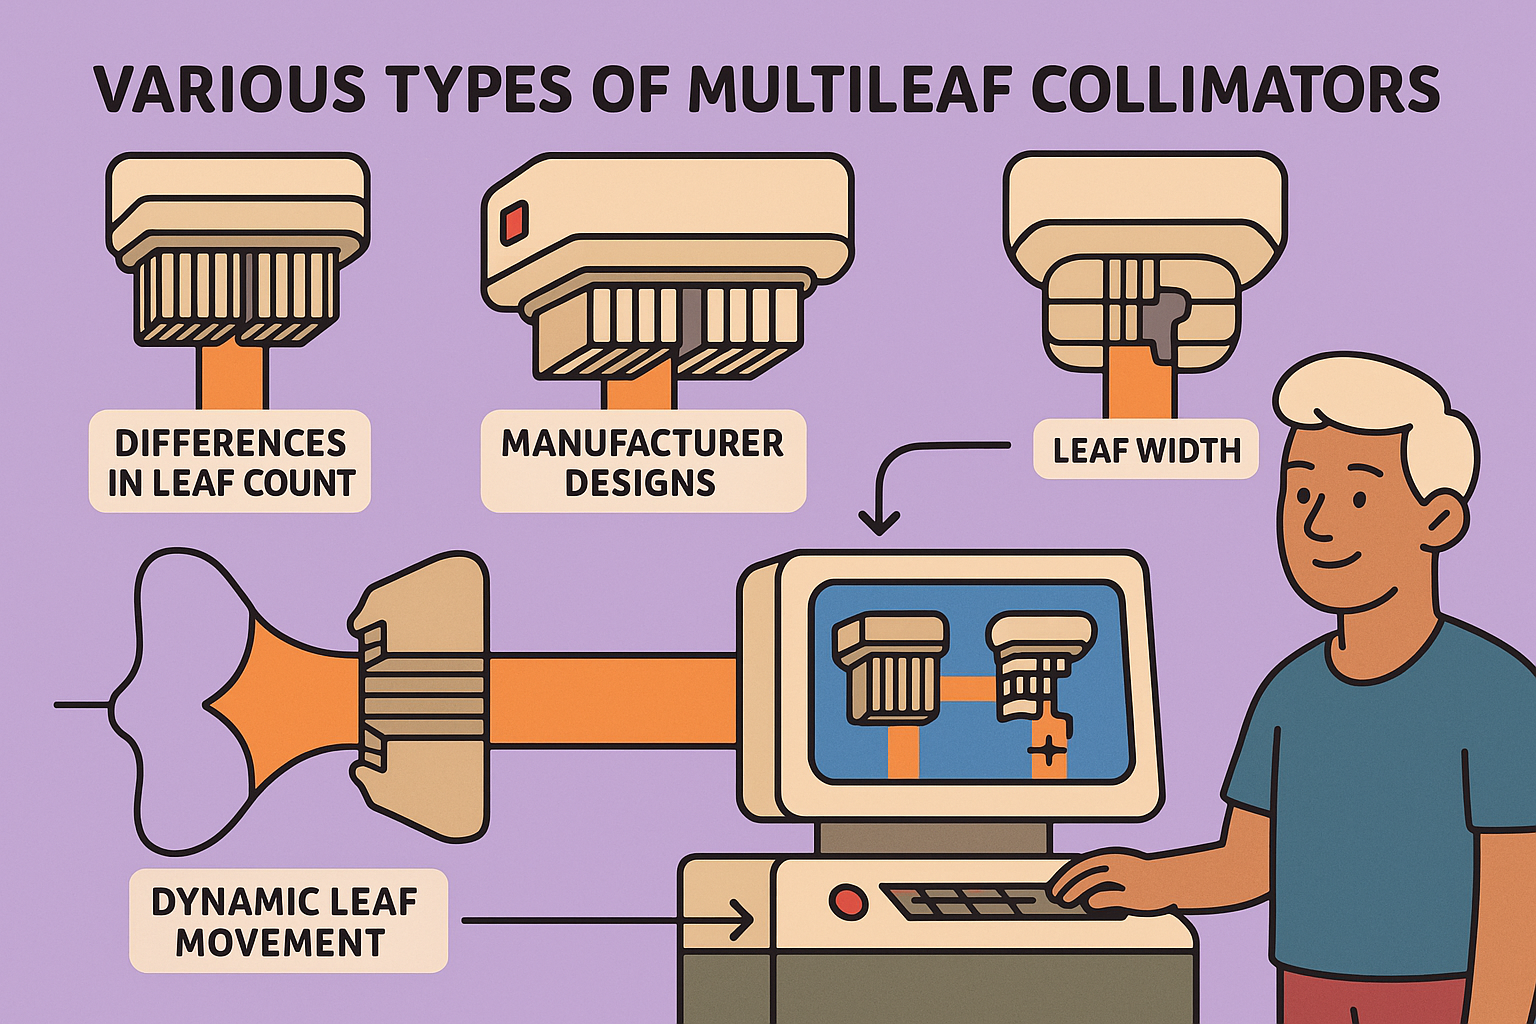 VARIOUS TYPES OF MULTILEAF COLLIMATORS
DIFFERENCES
IN LEAF COUNT
MANUFACTURER
DESIGNS
LEAF WIDTH
DYNAMIC LEAF
MOVEMENT